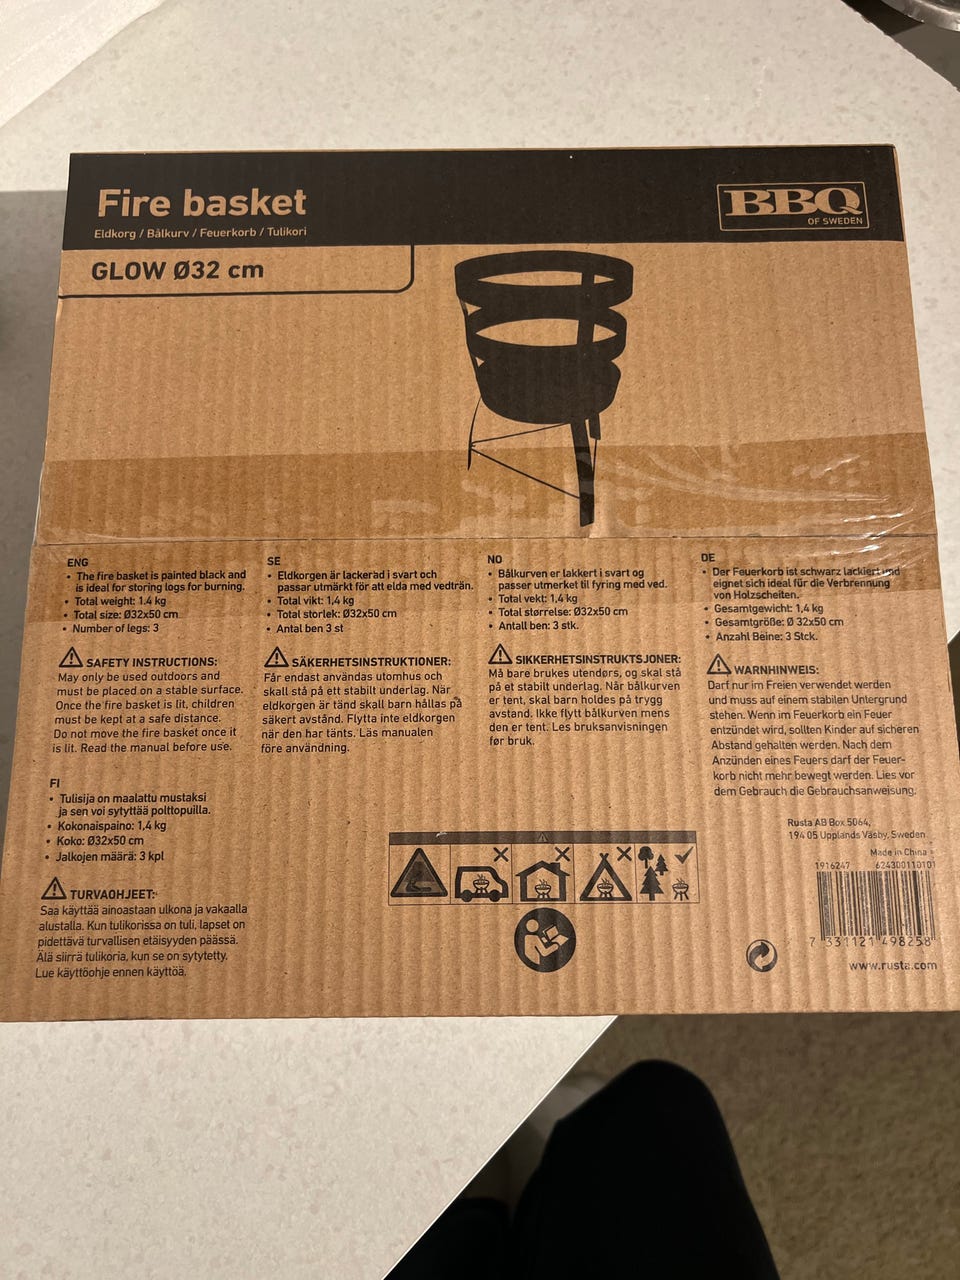 Fire basket
Eldkorg / Bålkurv / Feuerkorb / Tulikori
BBQ
OF SWEDEN
GLOW Ø32 cm
ENG
• The fire basket is painted black and
is ideal for storing logs for burning.
• Total weight: 1.4 kg
• Total size: Ø32x50 cm
• Number of legs: 3
SAFETY INSTRUCTIONS:
May only be used outdoors and
must be placed on a stable surface.
Once the fire basket is lit, children
must be kept at a safe distance.
Do not move the fire basket once it
is lit. Read the manual before use.
SE
• Eldkorgen är lackerad i svart och
passar utmärkt för att elda med vedträn.
• Total vikt: 1,4 kg
• Total storlek: Ø32x50 cm
• Antal ben 3 st
SÄKERHETSINSTRUKTIONER:
Får endast användas utomhus och
skall stå på ett stabilt underlag. När
eldkorgen är tänd skall barn hållas på
säkert avstånd. Flytta inte eldkorgen
när den har tänts. Läs manualen
före användning.
NO
• Bålkurven er lakkert i svart og
passer utmerket til fyring med ved.
• Total vekt: 1,4 kg
• Total størrelse: Ø32x50 cm
• Antall ben: 3 stk.
SIKKERHETSINSTRUKTSJONER:
Må bare brukes utendørs, og skal stå
på et stabilt underlag. Når bålkurven
er tent, skal barn holdes på trygg
avstand. Ikke flytt bålkurven mens
den er tent. Les bruksanvisningen
før bruk.
DE
• Der Feuerkorb ist schwarz lackiert und
eignet sich ideal für die Verbrennung
von Holzscheiten.
• Gesamtgewicht: 1,4 kg
• Gesamtgröße: Ø 32x50 cm
• Anzahl Beine: 3 Stck.
WARNHINWEIS:
Darf nur im Freien verwendet werden
und muss auf einem stabilen Untergrund
stehen. Wenn im Feuerkorb ein Feuer
entzündet wird, sollten Kinder auf sicheren
Abstand gehalten werden. Nach dem
Anzünden eines Feuers darf der Feuer-
korb nicht mehr bewegt werden. Lies vor
dem Gebrauch die Gebrauchsanweisung.
FI
• Tulisija on maalattu mustaksi
ja sen voi sytyttää polttopuilla.
• Kokonaispaino: 1,4 kg
• Koko: Ø32x50 cm
• Jalkojen määrä: 3 kpl
TURVAOHJEET:
Saa käyttää ainoastaan ulkona ja vakaalla
alustalla. Kun tulikorissa on tuli, lapset on
pidettävä turvallisen etäisyyden päässä.
Älä siirrä tulikoria, kun se on sytytetty.
Lue käyttöohje ennen käyttöä.
Rusta AB Box 5064,
194 05 Upplands Väsby, Sweden
Made in China
1916247 624300110101
7 331121 498258
www.rusta.com